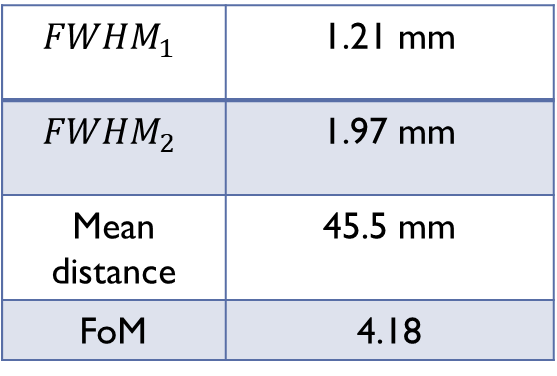 FWHM₁ 1.21 mm
FWHM₂ 1.97 mm
Mean
distance 45.5 mm
FoM 4.18